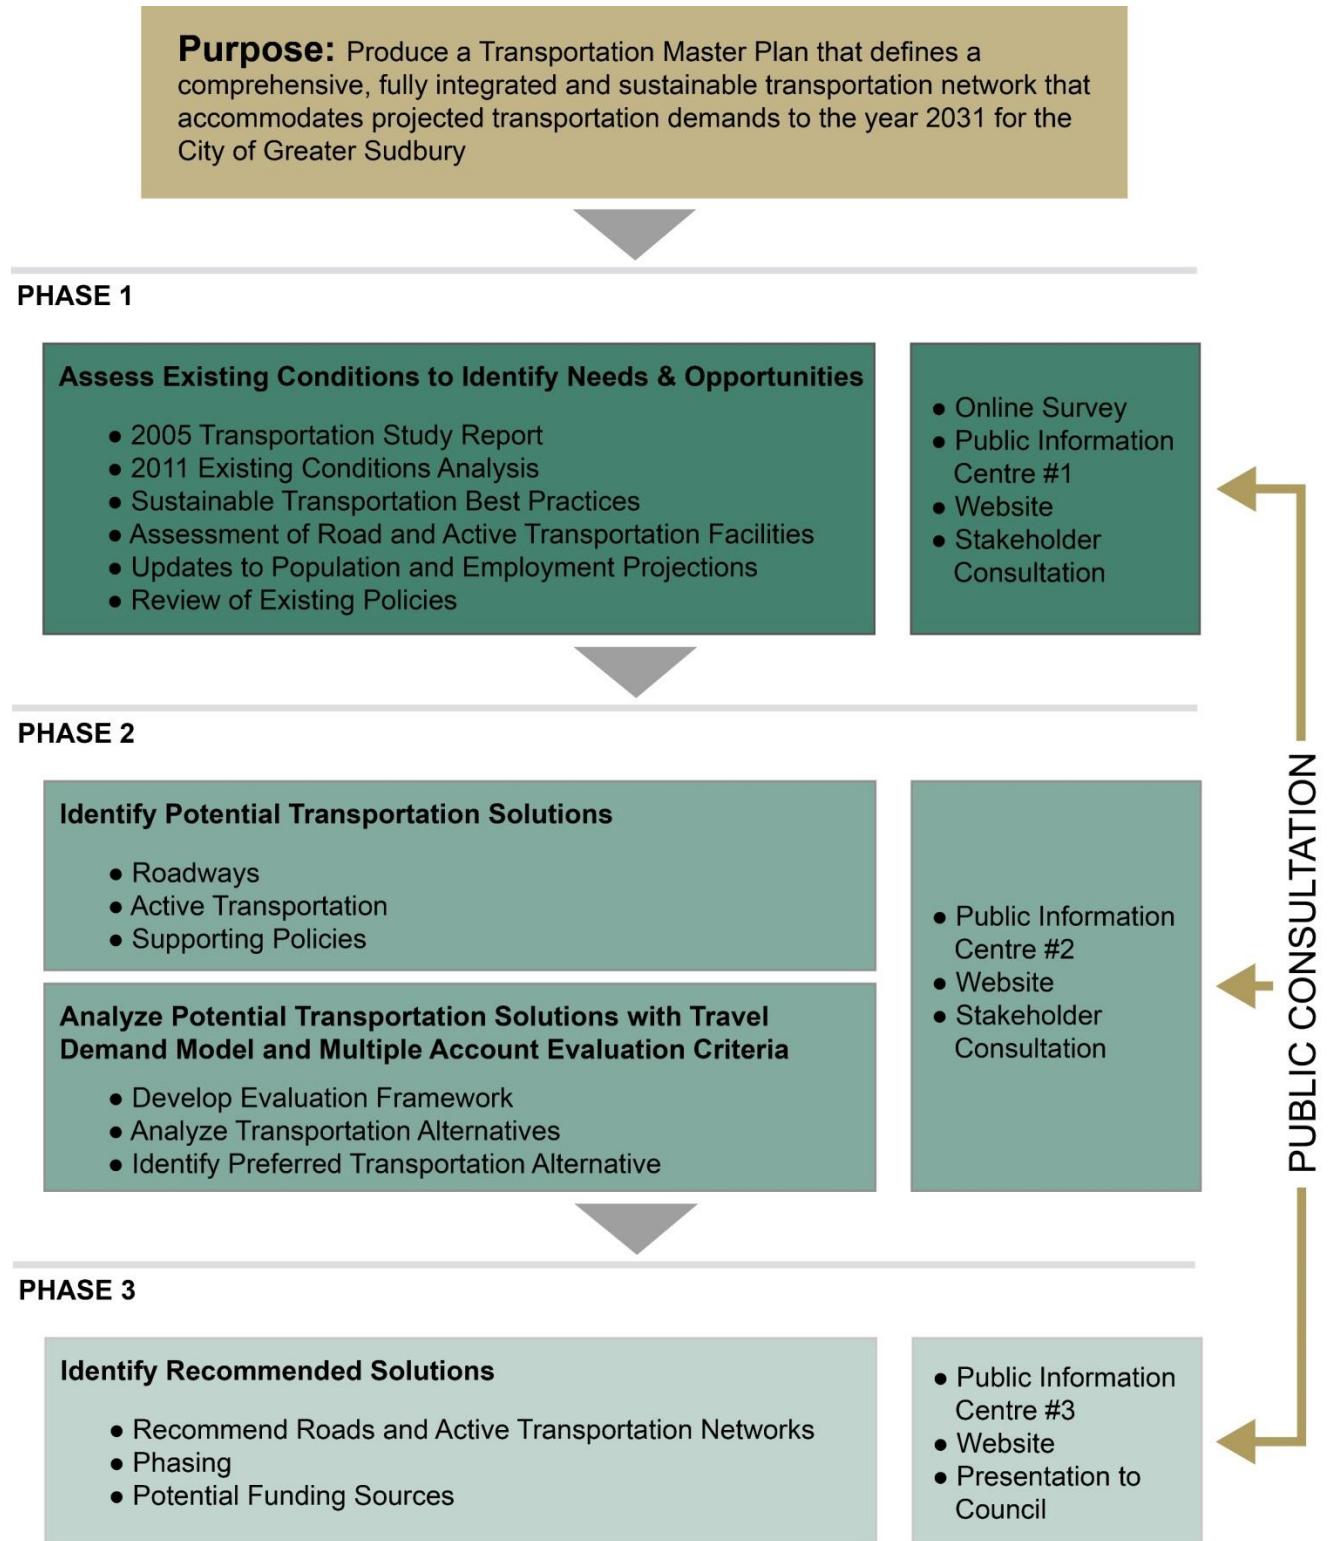 Purpose: Produce a Transportation Master Plan that defines a
comprehensive, fully integrated and sustainable transportation network that
accommodates projected transportation demands to the year 2031 for the
City of Greater Sudbury
PHASE 1
Assess Existing Conditions to Identify Needs & Opportunities
● 2005 Transportation Study Report
● 2011 Existing Conditions Analysis
● Sustainable Transportation Best Practices
● Assessment of Road and Active Transportation Facilities
● Updates to Population and Employment Projections
● Review of Existing Policies
● Online Survey
● Public Information
Centre #1
● Website
● Stakeholder
Consultation
PHASE 2
Identify Potential Transportation Solutions
● Roadways
● Active Transportation
● Supporting Policies
Analyze Potential Transportation Solutions with Travel
Demand Model and Multiple Account Evaluation Criteria
● Develop Evaluation Framework
● Analyze Transportation Alternatives
● Identify Preferred Transportation Alternative
● Public Information
Centre #2
● Website
● Stakeholder
Consultation
PHASE 3
Identify Recommended Solutions
● Recommend Roads and Active Transportation Networks
● Phasing
● Potential Funding Sources
● Public Information
Centre #3
● Website
● Presentation to
Council
PUBLIC CONSULTATION